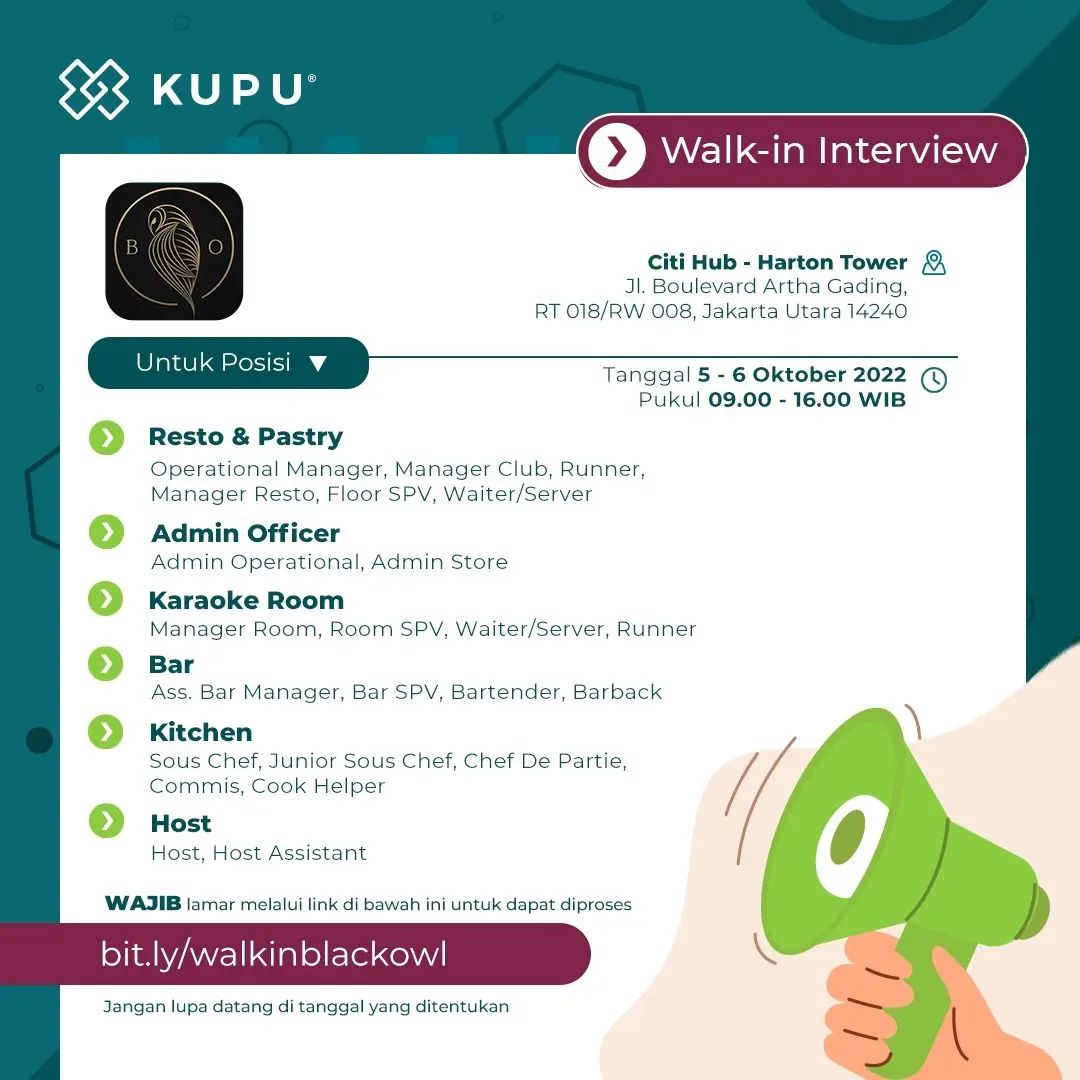 KUPU®
Walk-in Interview
B O
Citi Hub - Harton Tower
Jl. Boulevard Artha Gading,
RT 018/RW 008, Jakarta Utara 14240
Untuk Posisi
Tanggal 5 - 6 Oktober 2022
Pukul 09.00 - 16.00 WIB
Resto & Pastry
Operational Manager, Manager Club, Runner,
Manager Resto, Floor SPV, Waiter/Server
Admin Officer
Admin Operational, Admin Store
Karaoke Room
Manager Room, Room SPV, Waiter/Server, Runner
Bar
Ass. Bar Manager, Bar SPV, Bartender, Barback
Kitchen
Sous Chef, Junior Sous Chef, Chef De Partie,
Commis, Cook Helper
Host
Host, Host Assistant
WAJIB lamar melalui link di bawah ini untuk dapat diproses
bit.ly/walkinblackowl
Jangan lupa datang di tanggal yang ditentukan